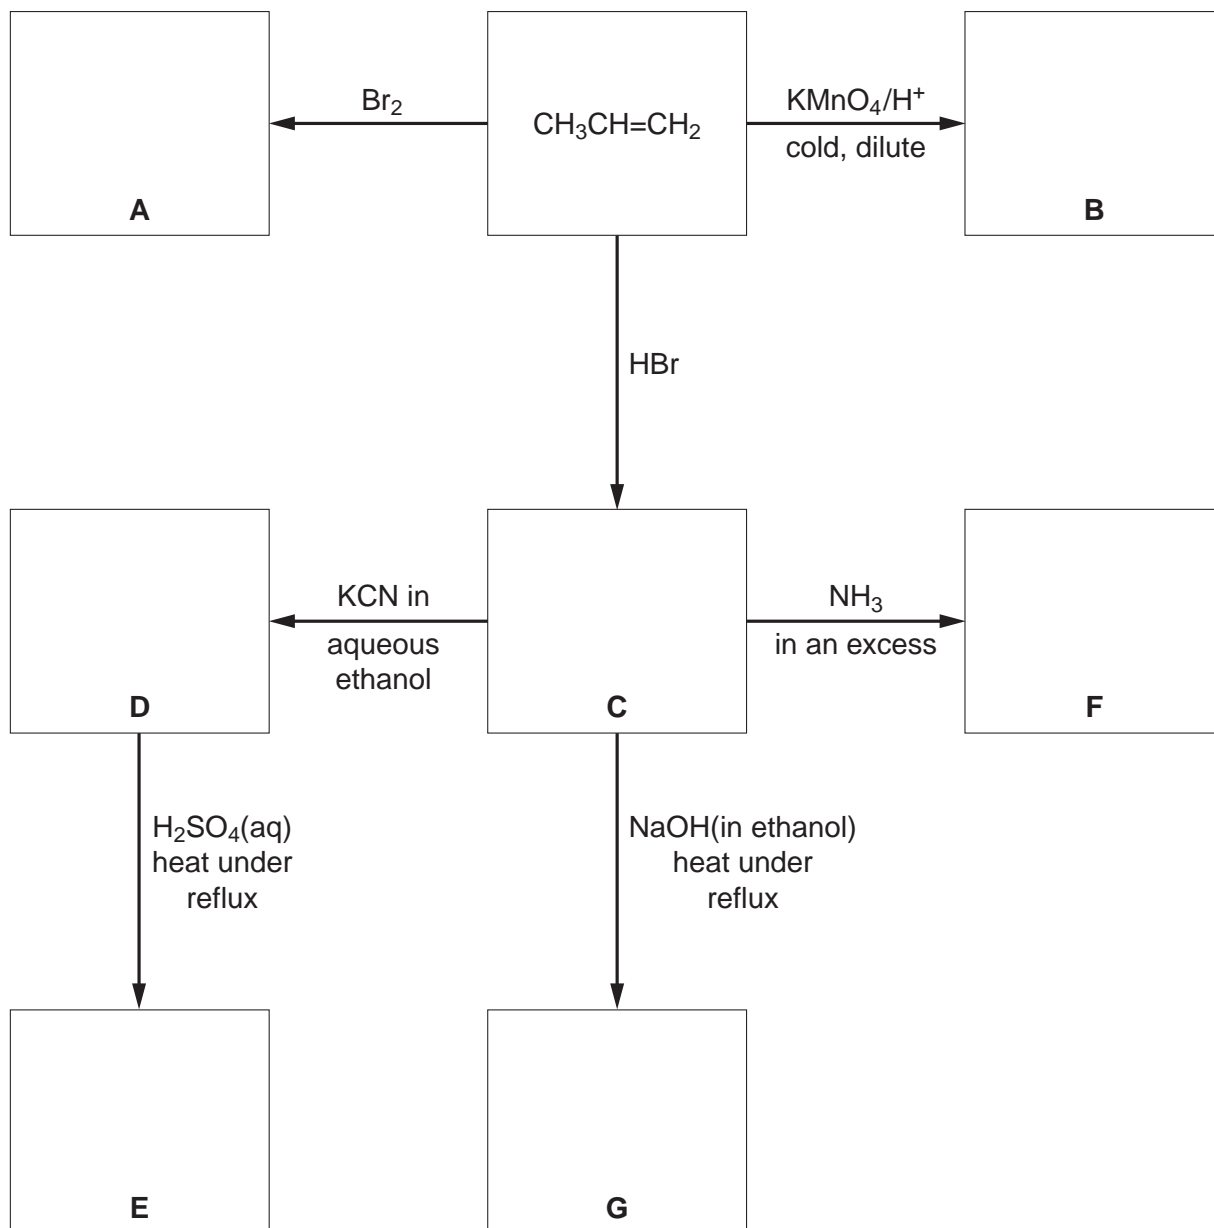 Br₂
CH₃CH=CH₂
KMnO₄/H⁺
cold, dilute
A
B
HBr
KCN in
aqueous
ethanol
NH₃
in an excess
D
C
F
H₂SO₄(aq)
heat under
reflux
NaOH(in ethanol)
heat under
reflux
E
G